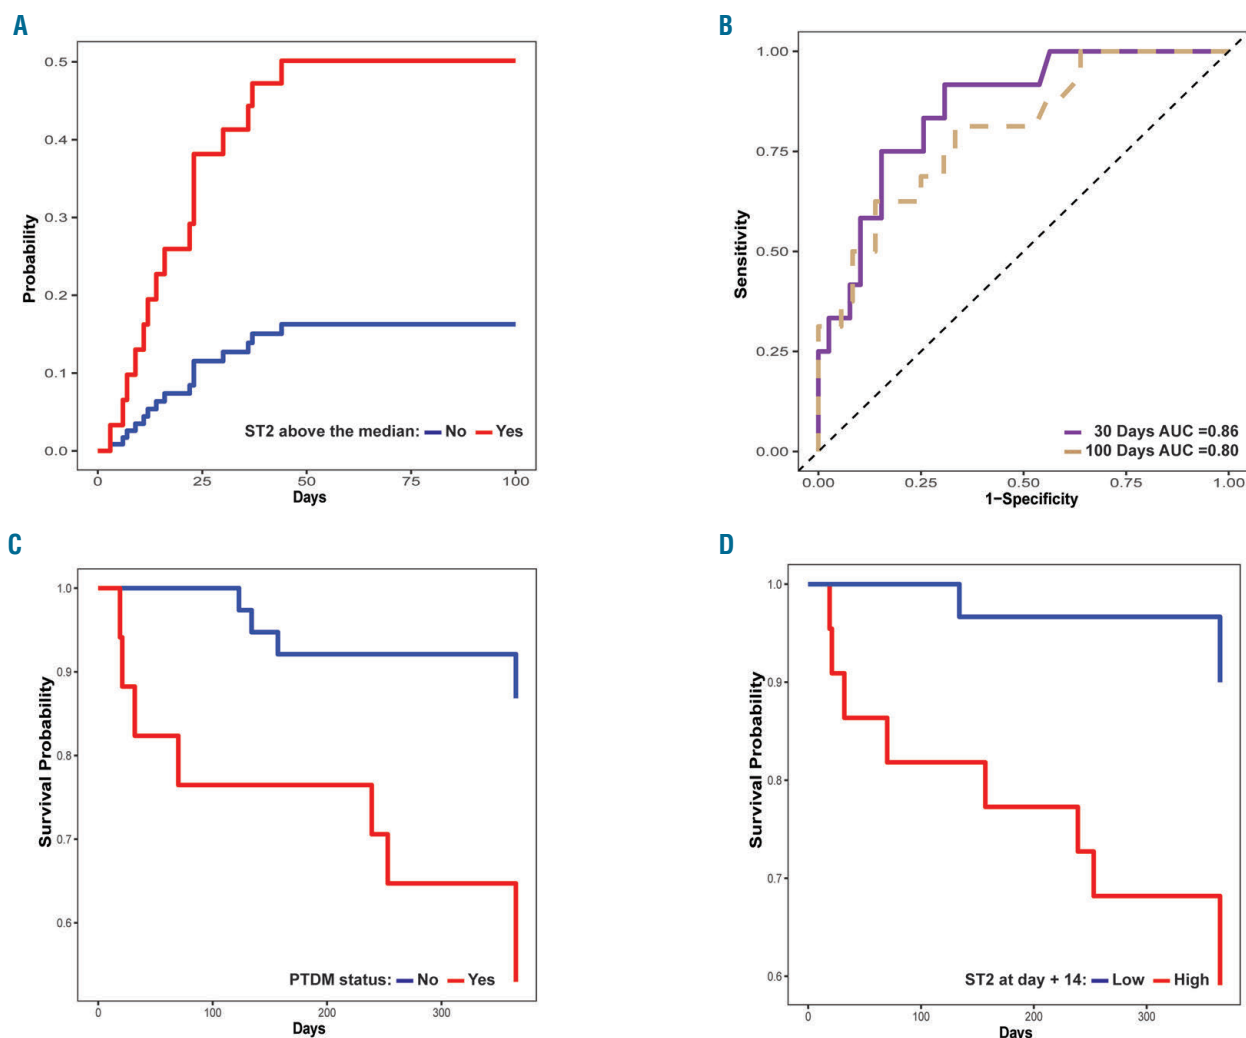 A
Probability
0.5
0.4
0.3
0.2
0.1
0.0
ST2 above the median: No Yes
0 25 50 75 100
Days
B
Sensitivity
1.00
0.75
0.50
0.25
0.00
30 Days AUC =0.86
100 Days AUC =0.80
0.00 0.25 0.50 0.75 1.00
1−Specificity
C
Survival Probability
1.0
0.9
0.8
0.7
0.6
PTDM status: No Yes
0 100 200 300
Days
D
Survival Probability
1.0
0.9
0.8
0.7
0.6
ST2 at day + 14: Low High
0 100 200 300
Days